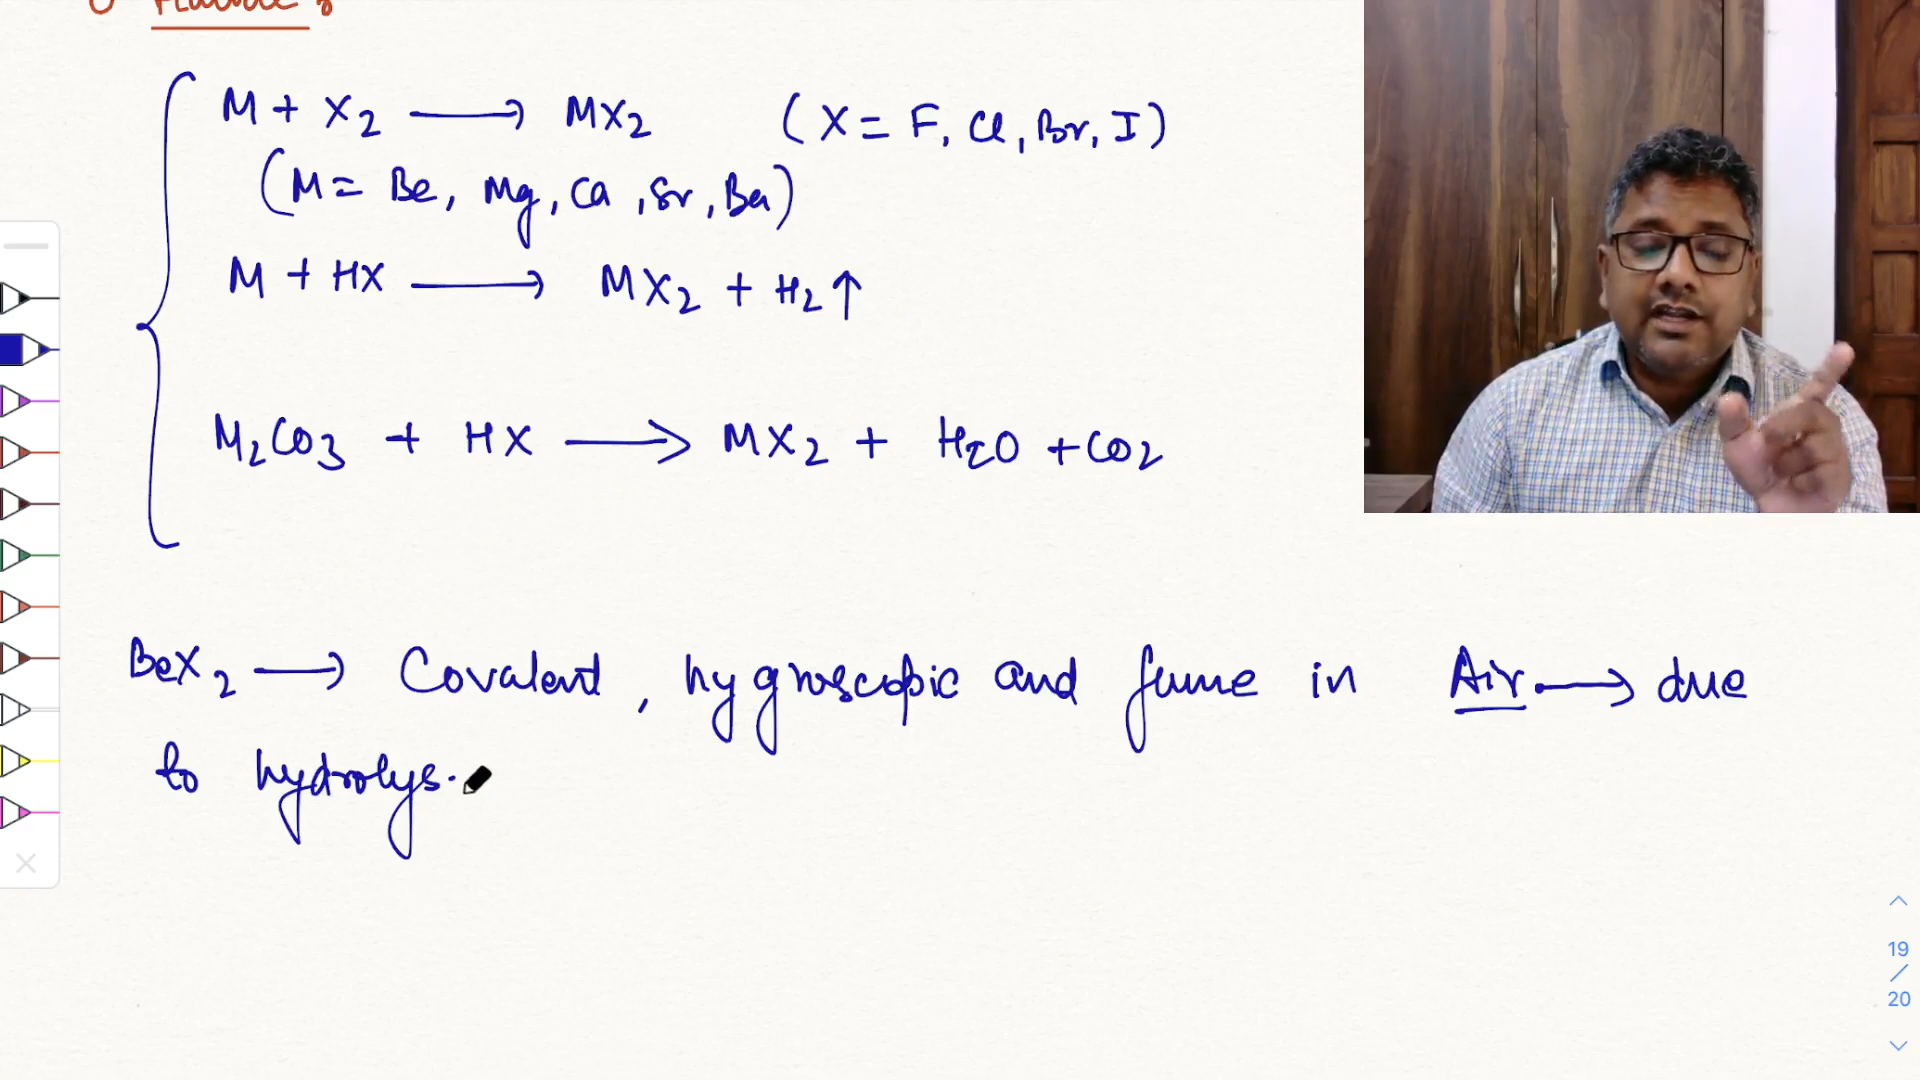 Halides
M + X2 ⟶ MX2 (X = F, Cl, Br, I)
(M = Be, Mg, Ca, Sr, Ba)
M + HX ⟶ MX2 + H2↑
M2CO3 + HX ⟶ MX2 + H2O + CO2
BeX2 ⟶ Covalent, hygroscopic and fume in Air. ⟶ due
to hydrolys.
19
/
20